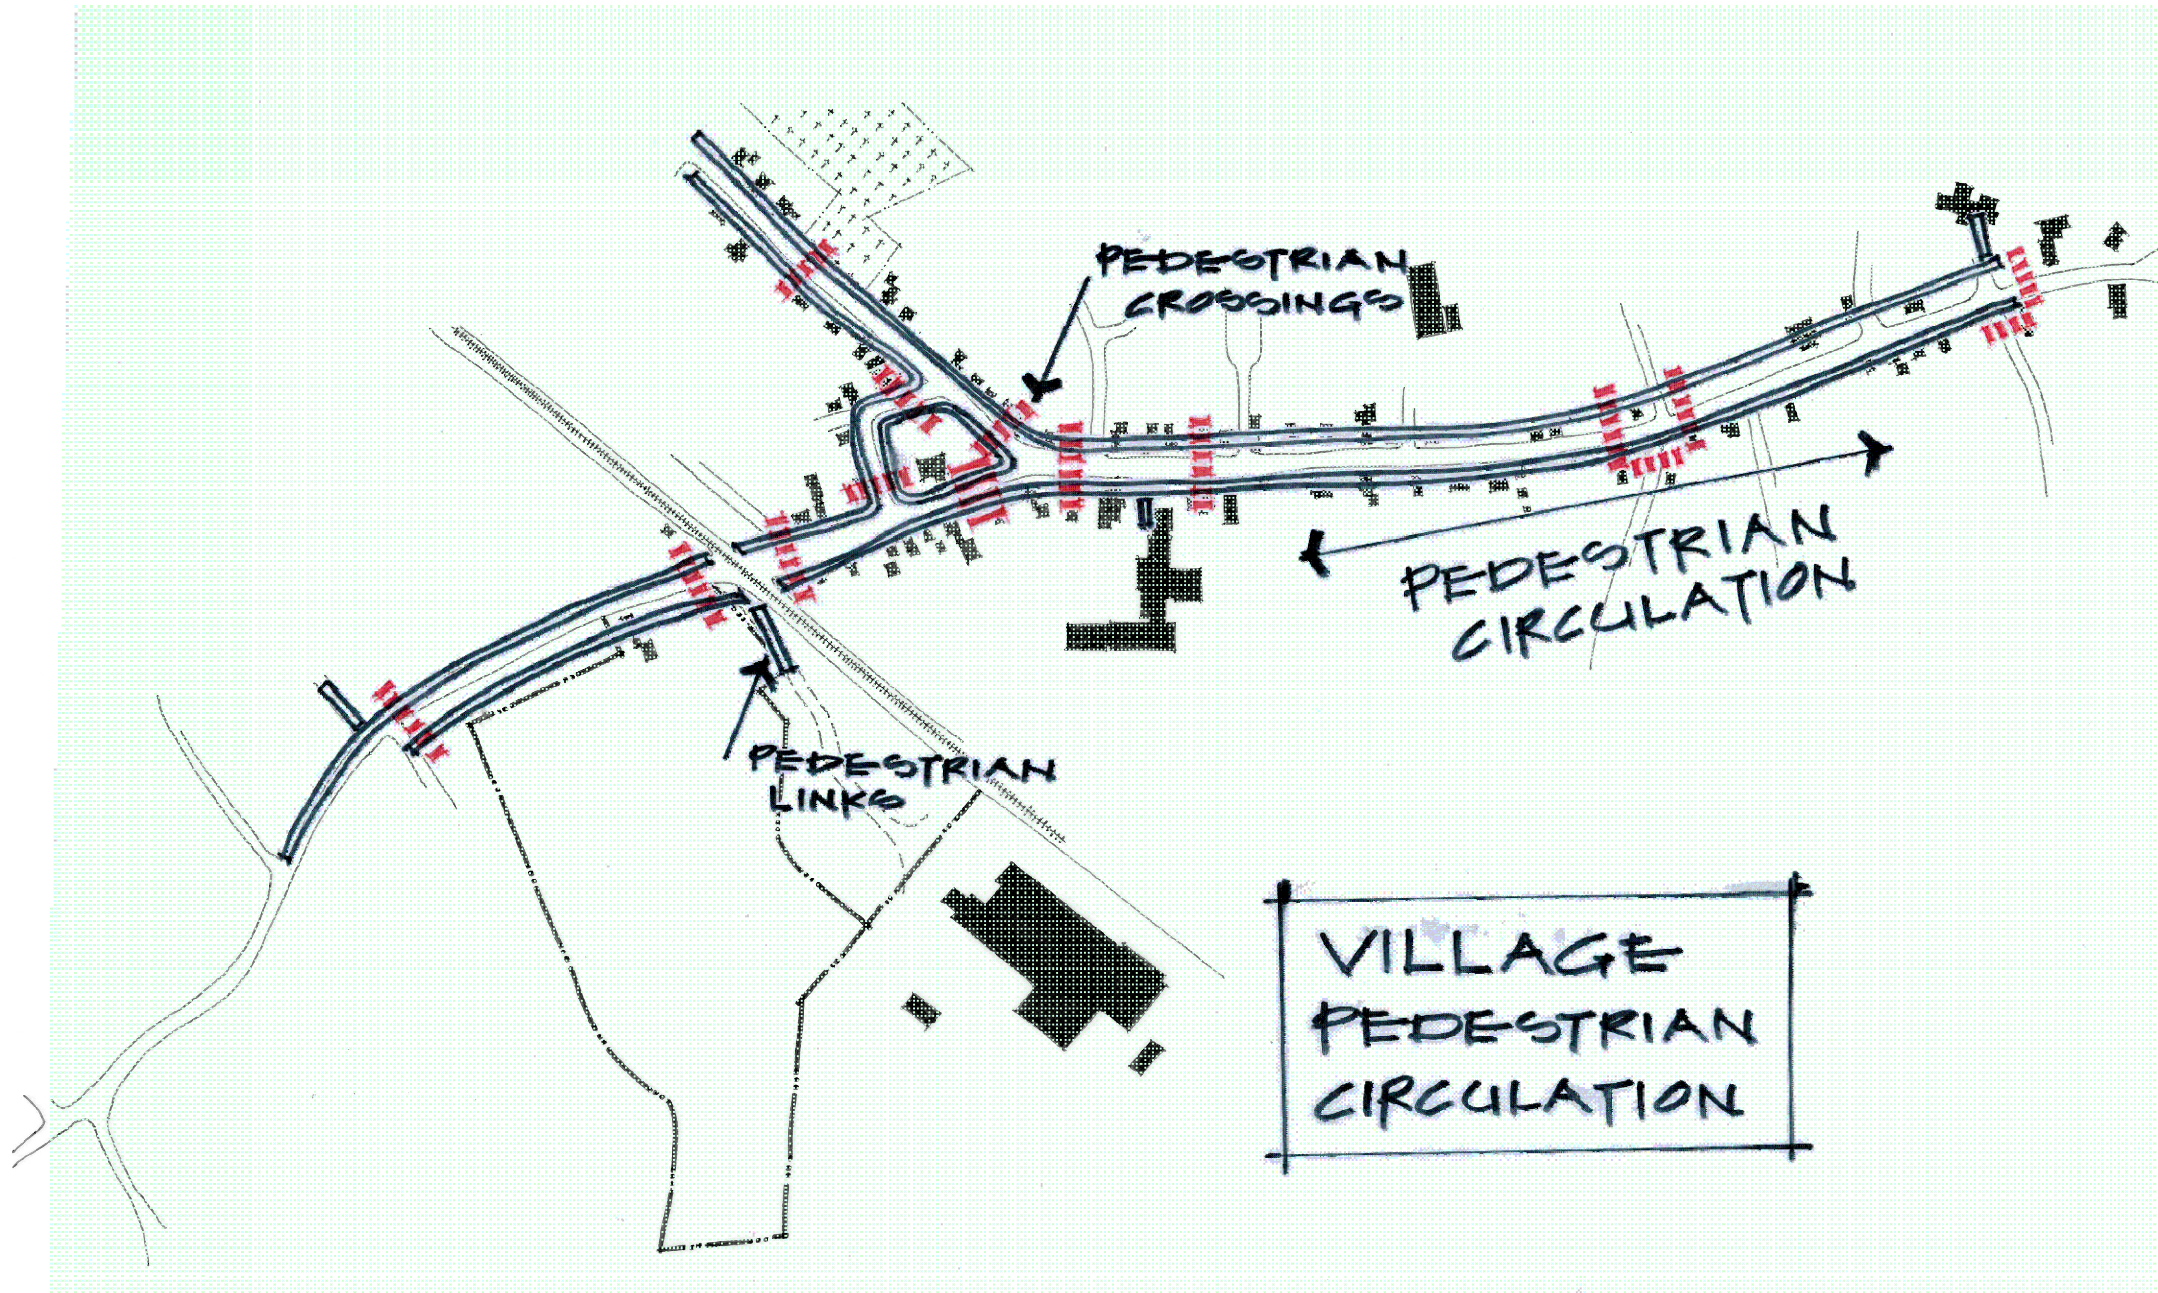 PEDESTRIAN
CROSSINGS
PEDESTRIAN
CIRCULATION
PEDESTRIAN
LINKS
VILLAGE
PEDESTRIAN
CIRCULATION